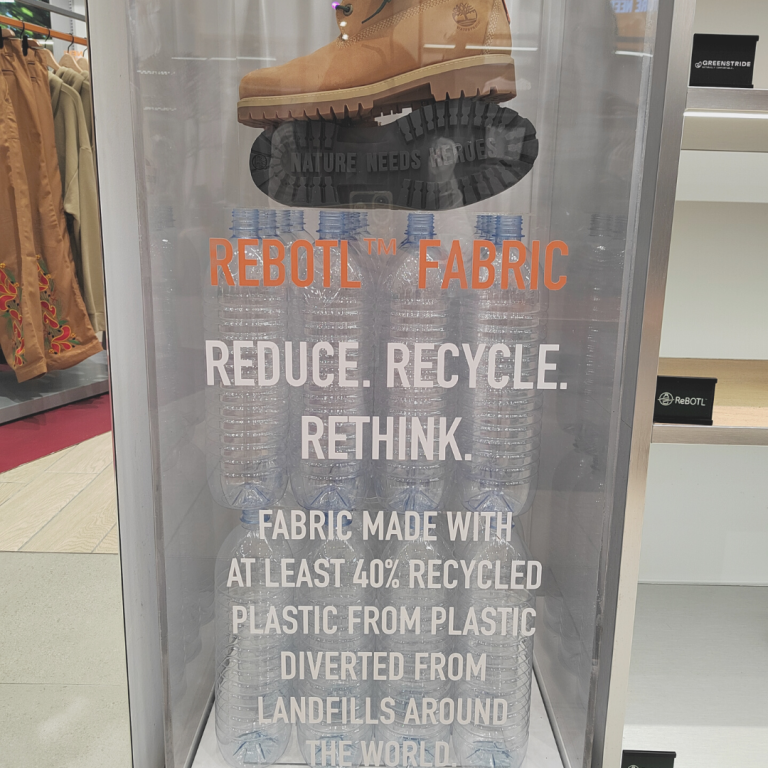 GREENSTRIDE
NATURE NEEDS HEROES
REBOTL™ FABRIC
REDUCE. RECYCLE.
RETHINK.
ReBOTL™
FABRIC MADE WITH
AT LEAST 40% RECYCLED
PLASTIC FROM PLASTIC
DIVERTED FROM
LANDFILLS AROUND
THE WORLD.